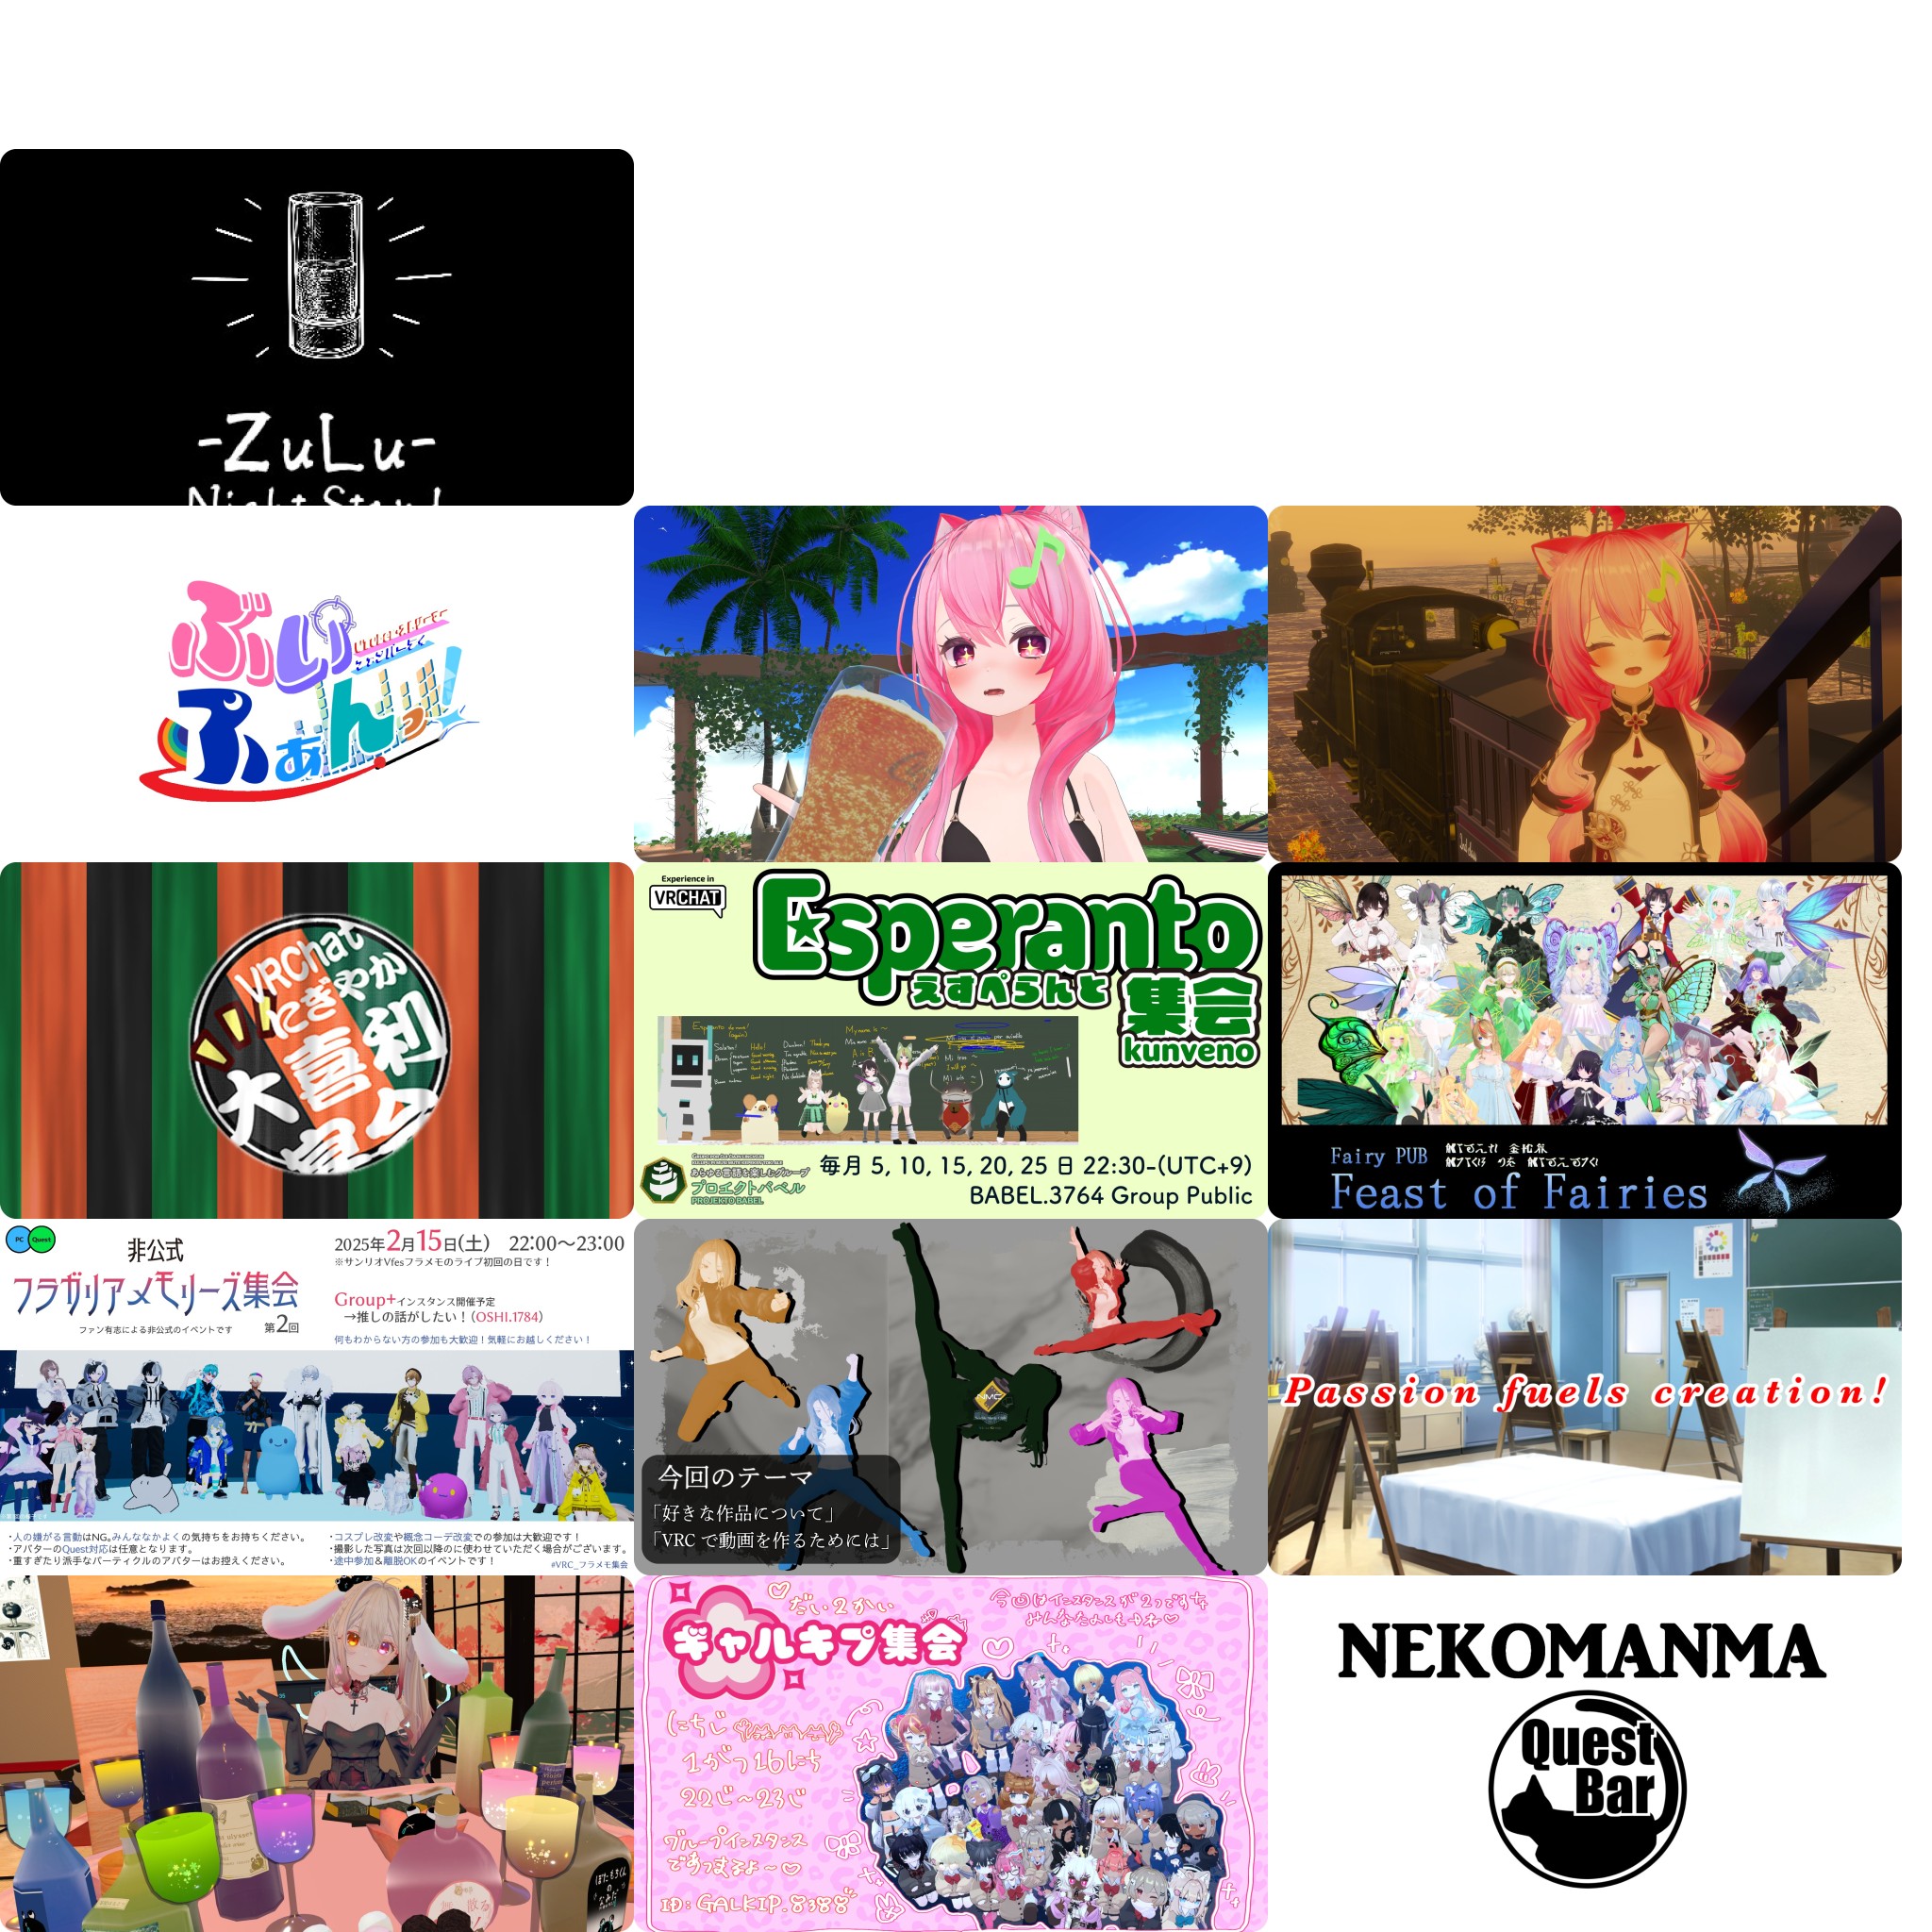 -ZuLu-
ぶい
ふぁんっ!
VRChat
にぎやか
大喜利
Experience in
VRCHAT
Esperanto
えすぺらんと 集会
kunveno
あらゆる言語を楽しむグループ
プロエクトバベル
PROJEKTO BABEL
毎月 5, 10, 15, 20, 25 日 22:30-(UTC+9)
BABEL.3764 Group Public
Fairy PUB
Feast of Fairies
PC Quest
非公式
フラガリアメモリーズ集会
ファン有志による非公式のイベントです 第2回
2025年2月15日(土) 22:00~23:00
※サンリオVfesフラメモのライブ初回の日です!
Group+インスタンス開催予定
→推しの話がしたい!(OSHI.1784)
何もわからない方の参加も大歓迎!気軽にお越しください!
・人の嫌がる言動はNG。みんななかよくの気持ちをお持ちください。
・アバターのQuest対応は任意となります。
・重すぎたり派手なパーティクルのアバターはお控えください。
・コスプレ改変や概念コーデ改変での参加は大歓迎です!
・撮影した写真は次回以降のに使わせていただく場合がございます。
・途中参加&離脱OKのイベントです!
#VRC_フラメモ集会
NMC
今回のテーマ
「好きな作品について」
「VRCで動画を作るためには」
Passion fuels creation!
だい2かい
ギャルキプ集会
今回はインスタンスが2つです
にちじ
1がつ16にち
22じ~23じ
グループインスタンス
であつまるよ~♡
ID:GALKIP.8388
NEKOMANMA
Quest
Bar